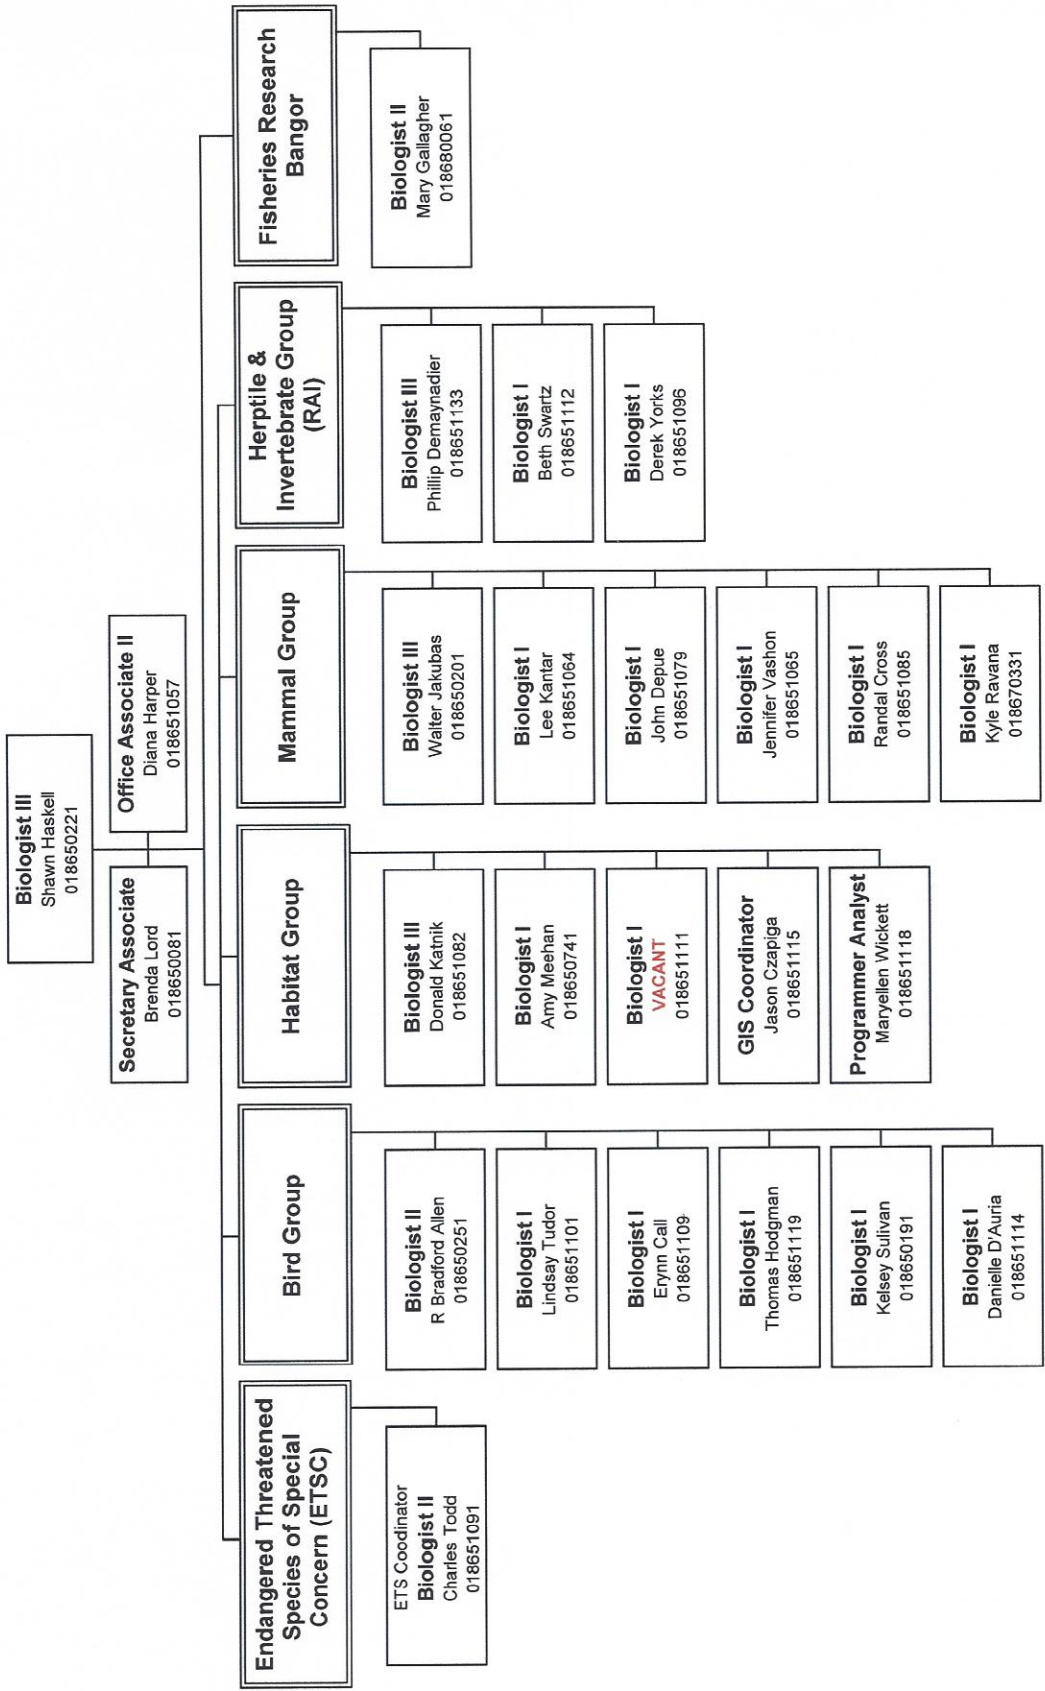 Biologist III
Shawn Haskell
018650221
Secretary Associate
Brenda Lord
018650081
Office Associate II
Diana Harper
018651057
Endangered Threatened
Species of Special
Concern (ETSC)
ETS Coodinator
Biologist II
Charles Todd
018651091
Bird Group
Biologist II
R Bradford Allen
018650251
Biologist I
Lindsay Tudor
018651101
Biologist I
Erynn Call
018651109
Biologist I
Thomas Hodgman
018651119
Biologist I
Kelsey Sulivan
018650191
Biologist I
Danielle D'Auria
018651114
Habitat Group
Biologist III
Donald Katnik
018651082
Biologist I
Amy Meehan
018650741
Biologist I
VACANT
018651111
GIS Coordinator
Jason Czapiga
018651115
Programmer Analyst
Maryellen Wickett
018651118
Mammal Group
Biologist III
Walter Jakubas
018650201
Biologist I
Lee Kantar
018651064
Biologist I
John Depue
018651079
Biologist I
Jennifer Vashon
018651065
Biologist I
Randal Cross
018651085
Biologist I
Kyle Ravana
018670331
Herptile &
Invertebrate Group
(RAI)
Biologist III
Phillip Demaynadier
018651133
Biologist I
Beth Swartz
018651112
Biologist I
Derek Yorks
018651096
Fisheries Research
Bangor
Biologist II
Mary Gallagher
018680061